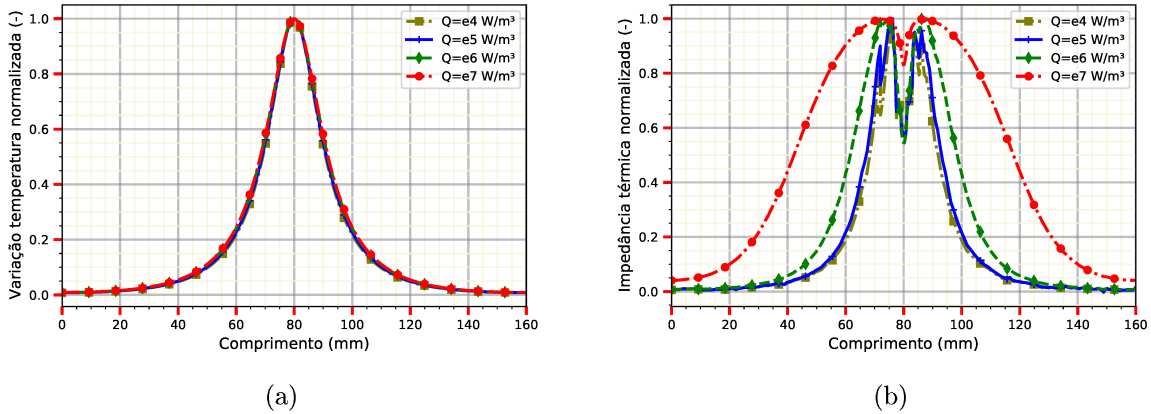 Variação temperatura normalizada (-)
1.0
0.8
0.6
0.4
0.2
0.0
0 20 40 60 80 100 120 140 160
Comprimento (mm)
Q=e4 W/m³
Q=e5 W/m³
Q=e6 W/m³
Q=e7 W/m³
(a)
Impedância térmica normalizada (-)
1.0
0.8
0.6
0.4
0.2
0.0
0 20 40 60 80 100 120 140 160
Comprimento (mm)
Q=e4 W/m³
Q=e5 W/m³
Q=e6 W/m³
Q=e7 W/m³
(b)